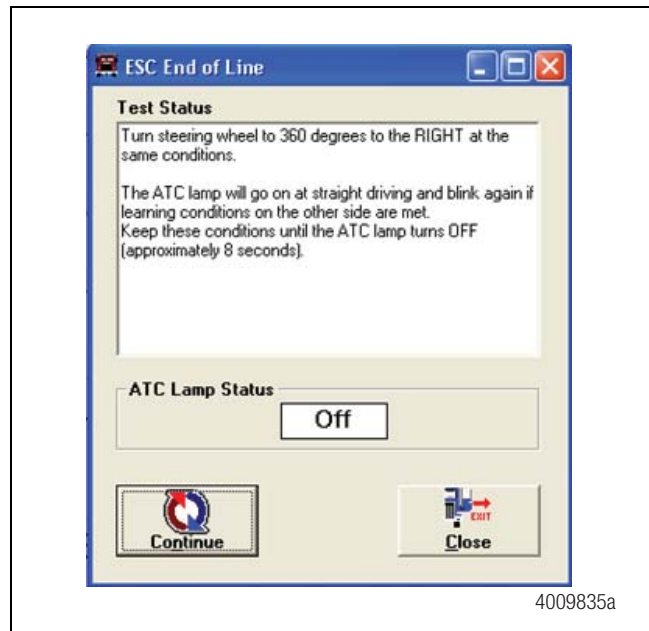 ESC End of Line
Test Status
Turn steering wheel to 360 degrees to the RIGHT at the
same conditions.
The ATC lamp will go on at straight driving and blink again if
learning conditions on the other side are met.
Keep these conditions until the ATC lamp turns OFF
(approximately 8 seconds).
ATC Lamp Status
Off
EXIT
Continue
Close
4009835a